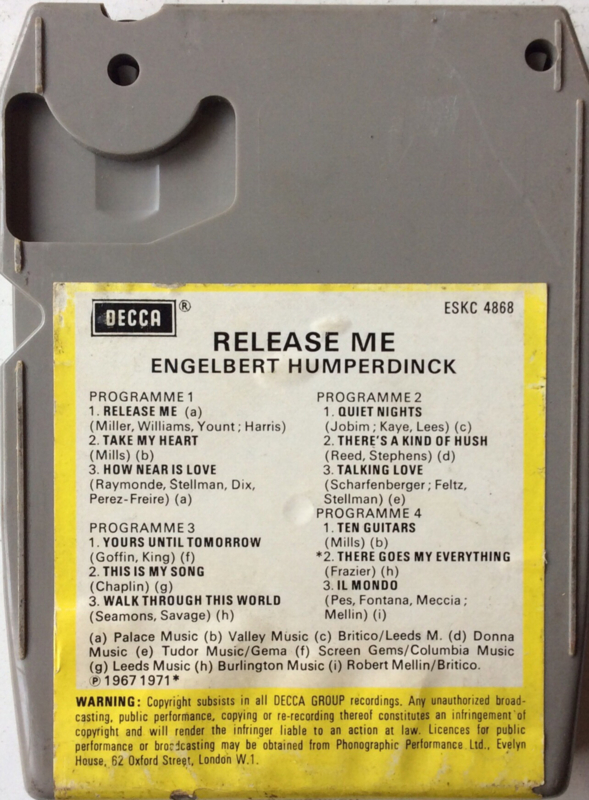 DECCA ®
ESKC 4868
RELEASE ME
ENGELBERT HUMPERDINCK
PROGRAMME 1
1. RELEASE ME (a)
(Miller, Williams, Yount; Harris)
2. TAKE MY HEART
(Mills) (b)
3. HOW NEAR IS LOVE
(Raymonde, Stellman, Dix,
Perez-Freire) (a)
PROGRAMME 2
1. QUIET NIGHTS
(Jobim; Kaye, Lees) (c)
2. THERE'S A KIND OF HUSH
(Reed, Stephens) (d)
3. TALKING LOVE
(Scharfenberger; Feltz,
Stellman) (e)
PROGRAMME 3
1. YOURS UNTIL TOMORROW
(Goffin, King) (f)
2. THIS IS MY SONG
(Chaplin) (g)
3. WALK THROUGH THIS WORLD
(Seamons, Savage) (h)
PROGRAMME 4
1. TEN GUITARS
(Mills) (b)
*2. THERE GOES MY EVERYTHING
(Frazier) (h)
3. IL MONDO
(Pes, Fontana, Meccia;
Mellin) (i)
(a) Palace Music (b) Valley Music (c) Britico/Leeds M. (d) Donna
Music (e) Tudor Music/Gema (f) Screen Gems/Columbia Music
(g) Leeds Music (h) Burlington Music (i) Robert Mellin/Britico.
℗ 1967 1971*
WARNING: Copyright subsists in all DECCA GROUP recordings. Any unauthorized broad-
casting, public performance, copying or re-recording thereof constitutes an infringement of
copyright and will render the infringer liable to an action at law. Licences for public
performance or broadcasting may be obtained from Phonographic Performance Ltd., Evelyn
House, 62 Oxford Street, London W.1.